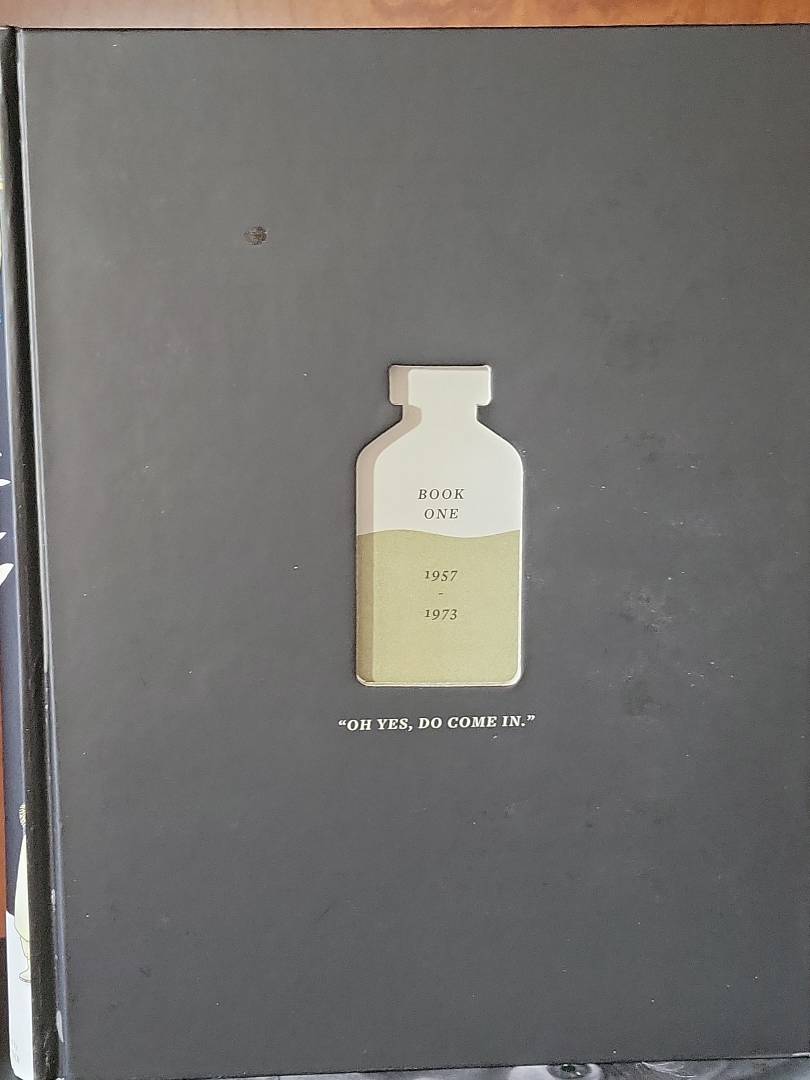 BOOK
ONE
1957
-
1973
“OH YES, DO COME IN.”